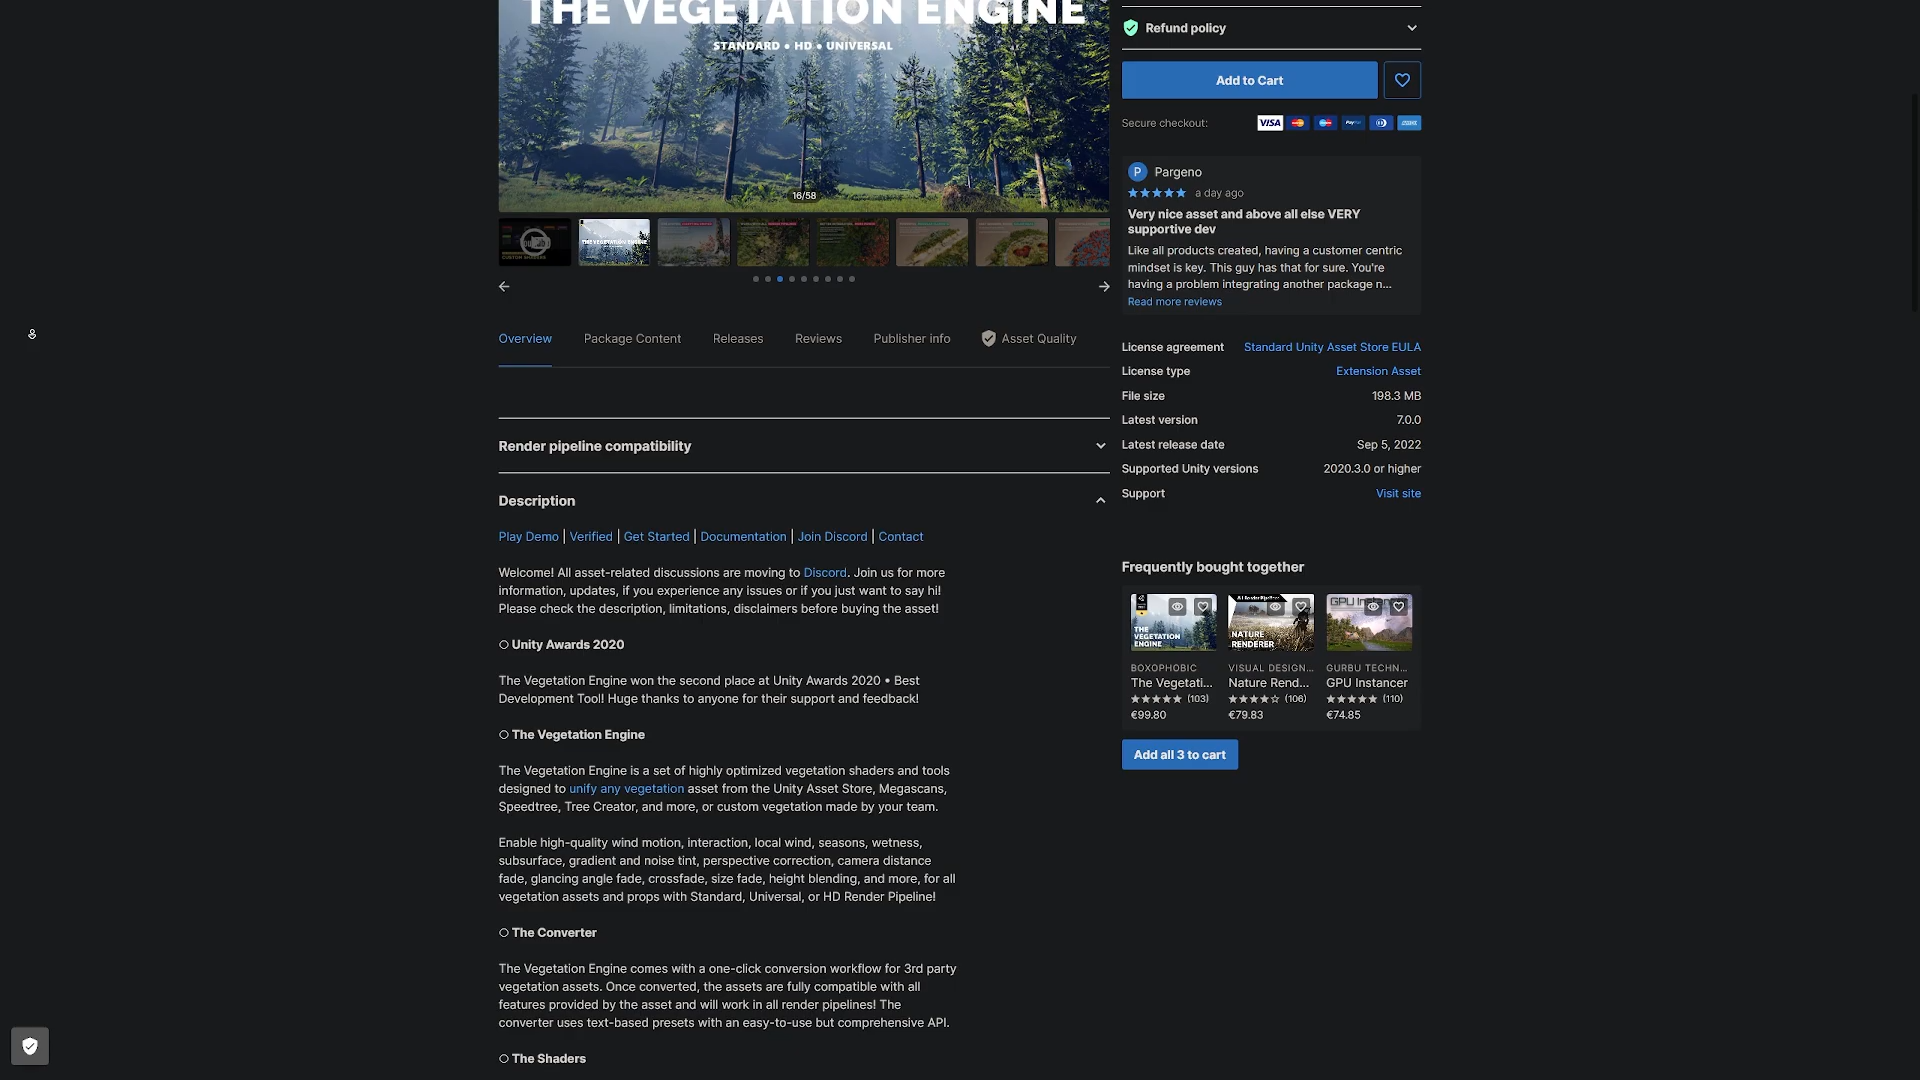 THE VEGETATION ENGINE
STANDARD • HD • UNIVERSAL
16/58
Overview
Package Content
Releases
Reviews
Publisher info
Asset Quality
Render pipeline compatibility
Description
Play Demo | Verified | Get Started | Documentation | Join Discord | Contact
Welcome! All asset-related discussions are moving to Discord. Join us for more
information, updates, if you experience any issues or if you just want to say hi!
Please check the description, limitations, disclaimers before buying the asset!
Unity Awards 2020
The Vegetation Engine won the second place at Unity Awards 2020 • Best
Development Tool! Huge thanks to anyone for their support and feedback!
The Vegetation Engine
The Vegetation Engine is a set of highly optimized vegetation shaders and tools
designed to unify any vegetation asset from the Unity Asset Store, Megascans,
Speedtree, Tree Creator, and more, or custom vegetation made by your team.
Enable high-quality wind motion, interaction, local wind, seasons, wetness,
subsurface, gradient and noise tint, perspective correction, camera distance
fade, glancing angle fade, crossfade, size fade, height blending, and more, for all
vegetation assets and props with Standard, Universal, or HD Render Pipeline!
The Converter
The Vegetation Engine comes with a one-click conversion workflow for 3rd party
vegetation assets. Once converted, the assets are fully compatible with all
features provided by the asset and will work in all render pipelines! The
converter uses text-based presets with an easy-to-use but comprehensive API.
The Shaders
Refund policy
Add to Cart
Secure checkout:
VISA
PayPal
P
Pargeno
a day ago
Very nice asset and above all else VERY
supportive dev
Like all products created, having a customer centric
mindset is key. This guy has that for sure. You're
having a problem integrating another package n...
Read more reviews
License agreement Standard Unity Asset Store EULA
License type Extension Asset
File size 198.3 MB
Latest version 7.0.0
Latest release date Sep 5, 2022
Supported Unity versions 2020.3.0 or higher
Support Visit site
Frequently bought together
THE
VEGETATION
ENGINE
BOXOPHOBIC
The Vegetati...
(103)
€99.80
NATURE
RENDERER
VISUAL DESIGN...
Nature Rend...
(106)
€79.83
GURBU TECHN...
GPU Instancer
(110)
€74.85
Add all 3 to cart